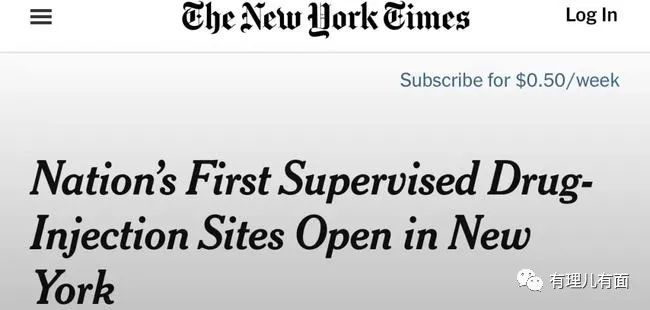 The New York Times
Log In
Subscribe for $0.50/week
Nation's First Supervised Drug-
Injection Sites Open in New
York
有理儿有面